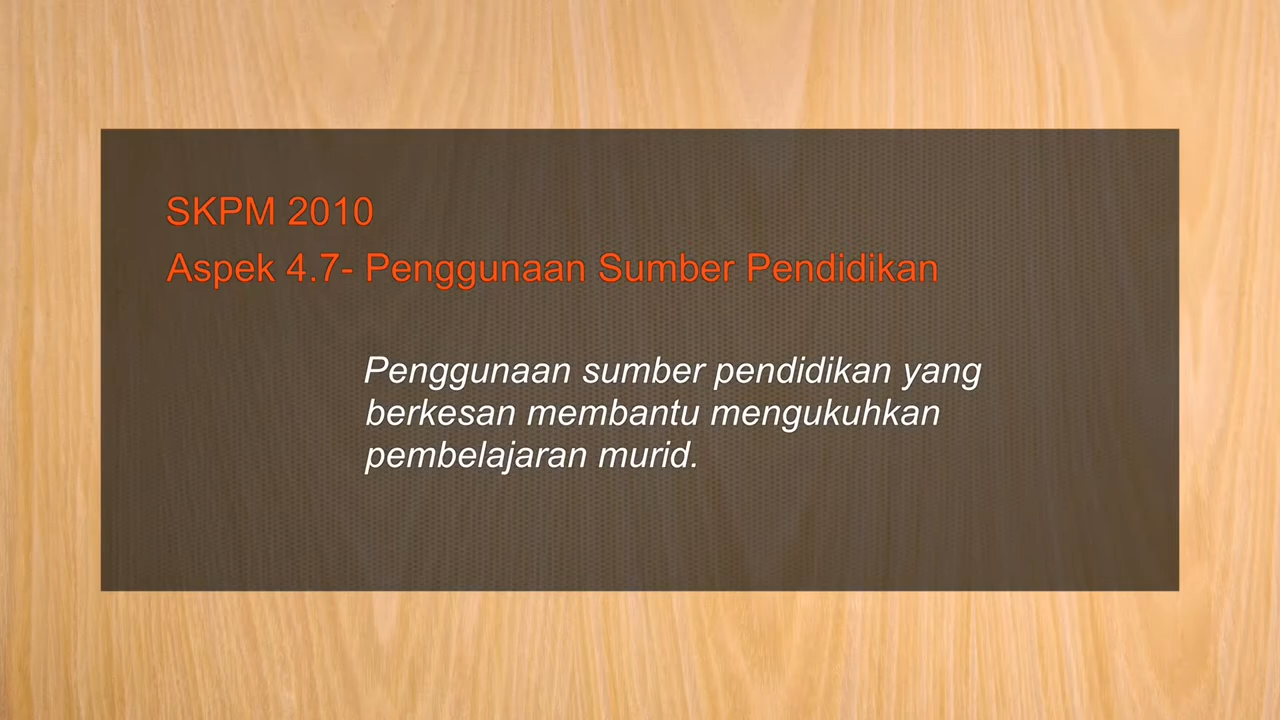 SKPM 2010
Aspek 4.7- Penggunaan Sumber Pendidikan
Penggunaan sumber pendidikan yang
berkesan membantu mengukuhkan
pembelajaran murid.